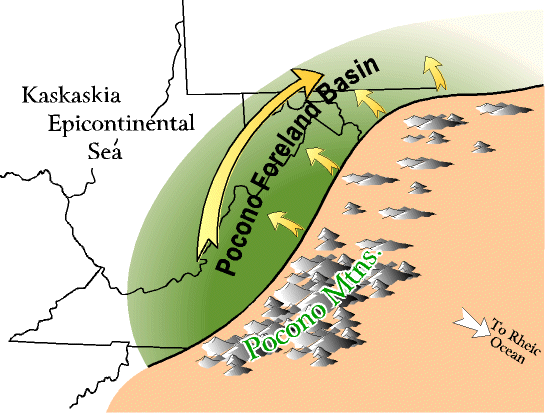 Kaskaskia
Epicontinental
Seá
Pocono Foreland Basin
Pocono Mtns.
To Rheic
Ocean